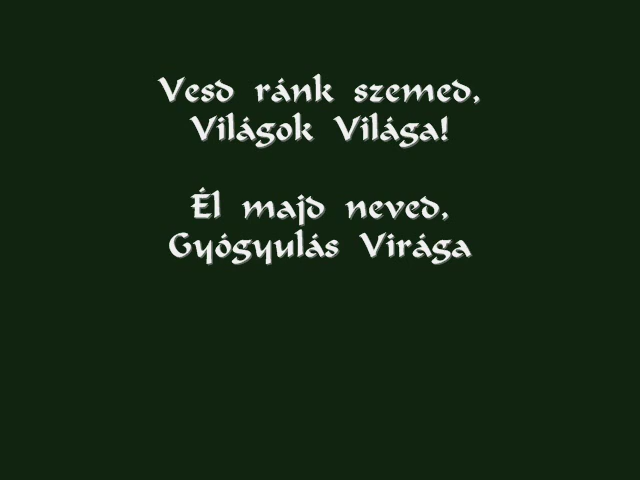 Vesd ránk szemed,
Világok Világa!
Él majd neved,
Gyógyulás Virága